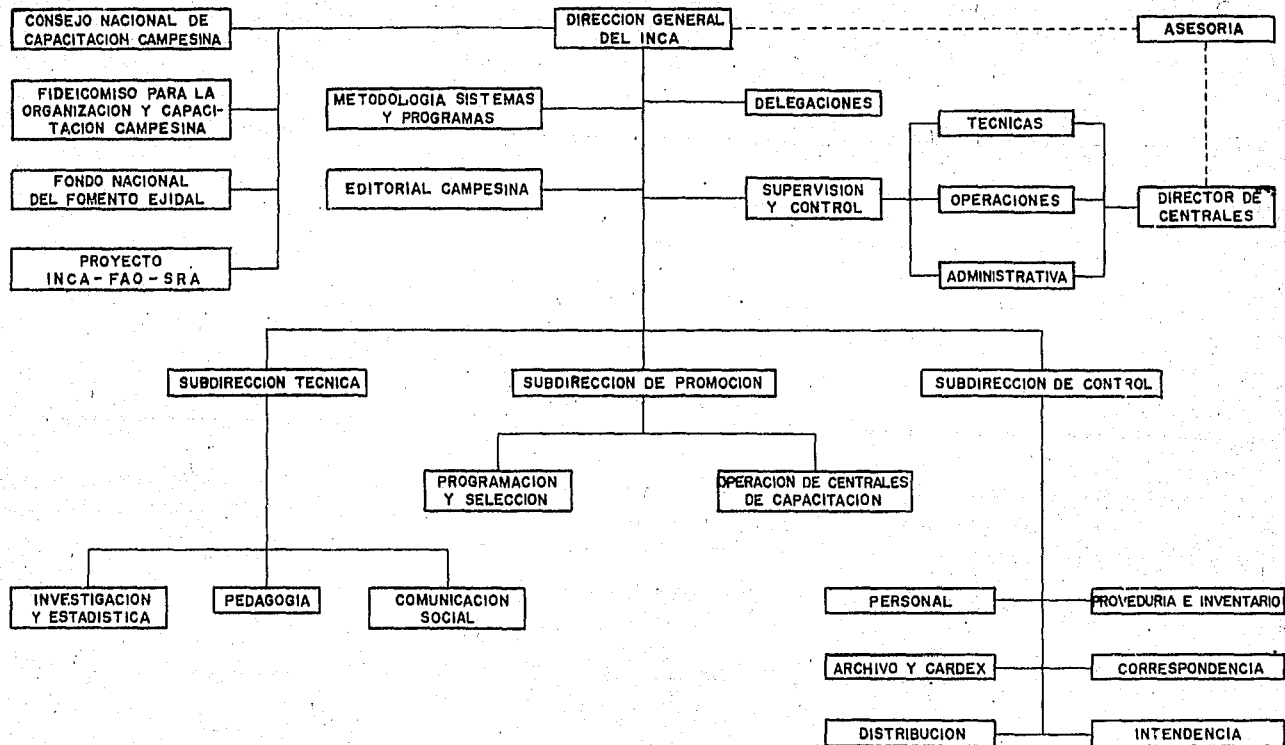 CONSEJO NACIONAL DE
CAPACITACION CAMPESINA
DIRECCION GENERAL
DEL INCA
ASESORIA
FIDEICOMISO PARA LA
ORGANIZACION Y CAPACI-
TACION CAMPESINA
METODOLOGIA SISTEMAS
Y PROGRAMAS
DELEGACIONES
TECNICAS
FONDO NACIONAL
DEL FOMENTO EJIDAL
EDITORIAL CAMPESINA
SUPERVISION
Y CONTROL
OPERACIONES
DIRECTOR DE
CENTRALES
PROYECTO
INCA-FAO-SRA
ADMINISTRATIVA
SUBDIRECCION TECNICA
SUBDIRECCION DE PROMOCION
SUBDIRECCION DE CONTROL
PROGRAMACION
Y SELECCION
OPERACION DE CENTRALES
DE CAPACITACION
INVESTIGACION
Y ESTADISTICA
PEDAGOGIA
COMUNICACION
SOCIAL
PERSONAL
PROVEDURIA E INVENTARIO
ARCHIVO Y CARDEX
CORRESPONDENCIA
DISTRIBUCION
INTENDENCIA